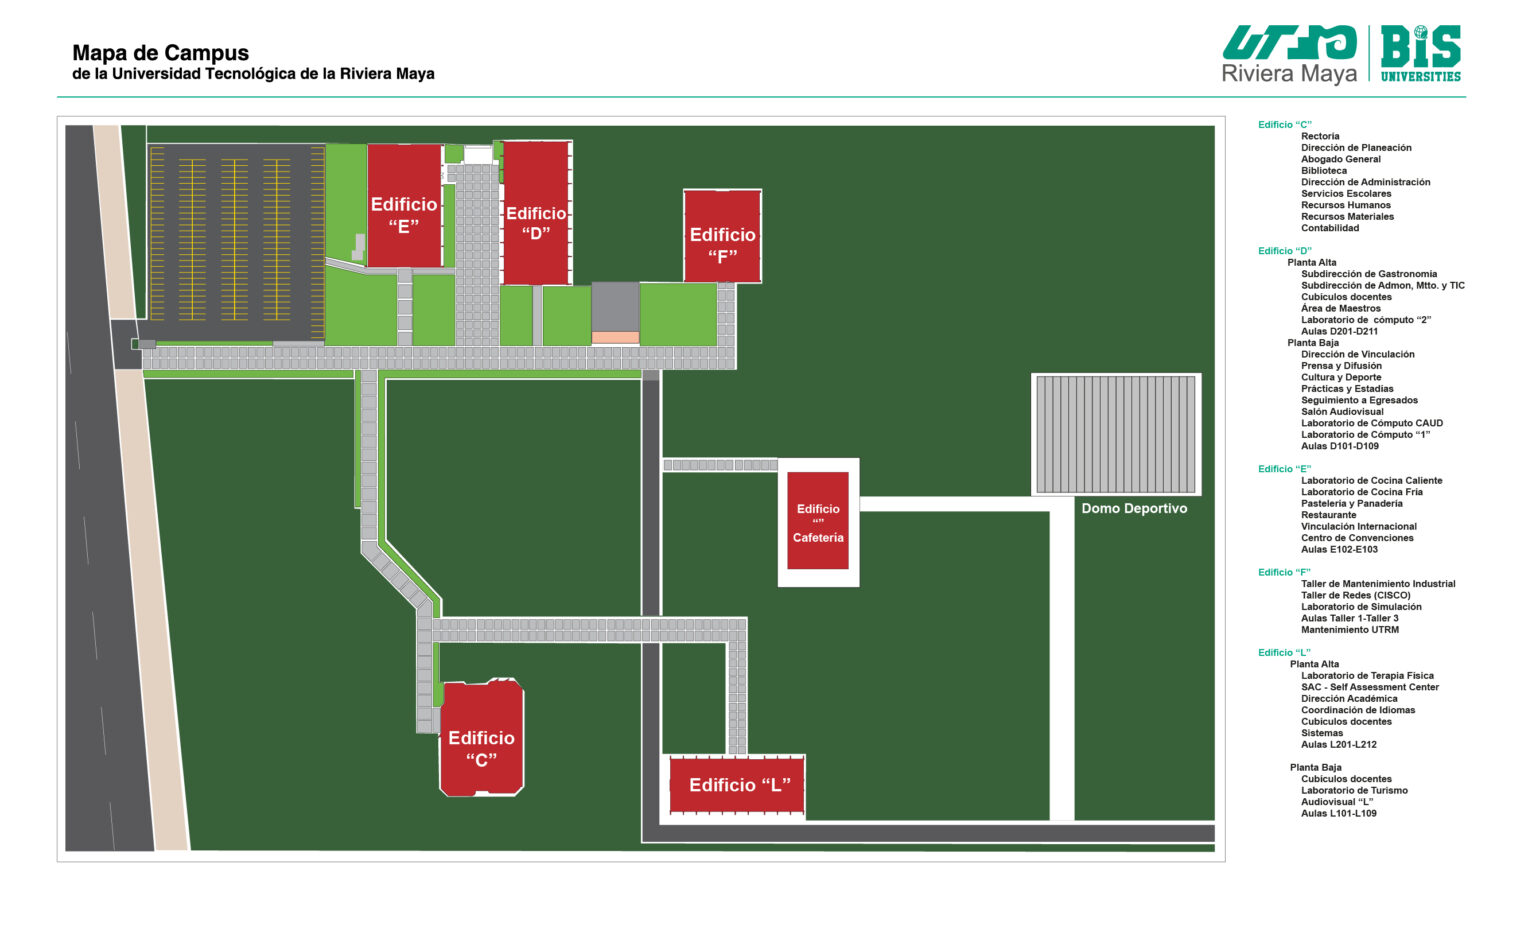 Mapa de Campus
de la Universidad Tecnológica de la Riviera Maya
UTRM
Riviera Maya
BIS
UNIVERSITIES
Edificio
“E”
Edificio
“D”
Edificio
“F”
Edificio
“”
Cafeteria
Domo Deportivo
Edificio
“C”
Edificio “L”
Edificio “C”
Rectoría
Dirección de Planeación
Abogado General
Biblioteca
Dirección de Administración
Servicios Escolares
Recursos Humanos
Recursos Materiales
Contabilidad
Edificio “D”
Planta Alta
Subdirección de Gastronomía
Subdirección de Admon, Mtto. y TIC
Cubículos docentes
Área de Maestros
Laboratorio de cómputo “2”
Aulas D201-D211
Planta Baja
Dirección de Vinculación
Prensa y Difusión
Cultura y Deporte
Prácticas y Estadías
Seguimiento a Egresados
Salón Audiovisual
Laboratorio de Cómputo CAUD
Laboratorio de Cómputo “1”
Aulas D101-D109
Edificio “E”
Laboratorio de Cocina Caliente
Laboratorio de Cocina Fría
Pastelería y Panadería
Restaurante
Vinculación Internacional
Centro de Convenciones
Aulas E102-E103
Edificio “F”
Taller de Mantenimiento Industrial
Taller de Redes (CISCO)
Laboratorio de Simulación
Aulas Taller 1-Taller 3
Mantenimiento UTRM
Edificio “L”
Planta Alta
Laboratorio de Terapia Física
SAC - Self Assessment Center
Dirección Académica
Coordinación de Idiomas
Cubículos docentes
Sistemas
Aulas L201-L212
Planta Baja
Cubículos docentes
Laboratorio de Turismo
Audiovisual “L”
Aulas L101-L109